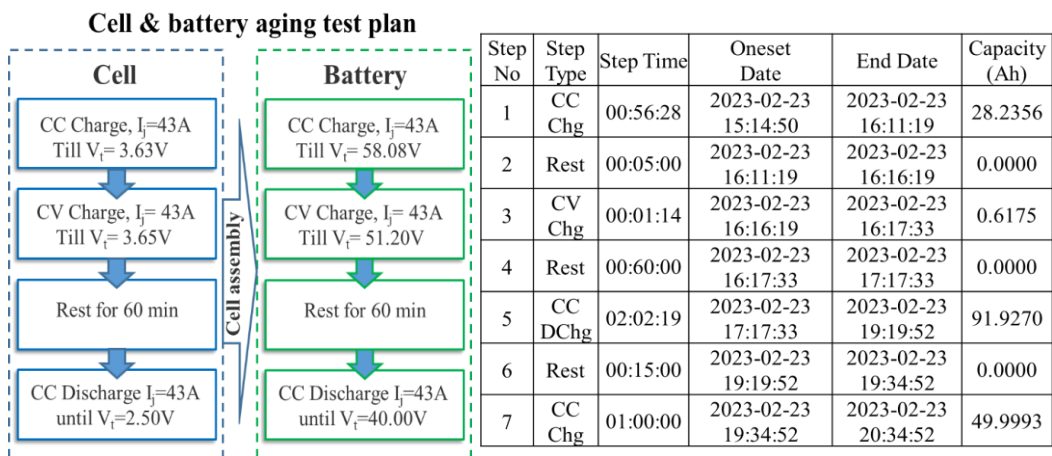 Cell & battery aging test plan
Cell
CC Charge, Ij=43A
Till Vt= 3.63V
CV Charge, Ij= 43A
Till Vt= 3.65V
Rest for 60 min
CC Discharge Ij=43A
until Vt=2.50V
Cell assembly
Battery
CC Charge, Ij=43A
Till Vt= 58.08V
CV Charge, Ij= 43A
Till Vt= 51.20V
Rest for 60 min
CC Discharge Ij=43A
until Vt=40.00V
Step No | Step Type | Step Time | Oneset Date | End Date | Capacity (Ah)
1 | CC Chg | 00:56:28 | 2023-02-23 15:14:50 | 2023-02-23 16:11:19 | 28.2356
2 | Rest | 00:05:00 | 2023-02-23 16:11:19 | 2023-02-23 16:16:19 | 0.0000
3 | CV Chg | 00:01:14 | 2023-02-23 16:16:19 | 2023-02-23 16:17:33 | 0.6175
4 | Rest | 00:60:00 | 2023-02-23 16:17:33 | 2023-02-23 17:17:33 | 0.0000
5 | CC DChg | 02:02:19 | 2023-02-23 17:17:33 | 2023-02-23 19:19:52 | 91.9270
6 | Rest | 00:15:00 | 2023-02-23 19:19:52 | 2023-02-23 19:34:52 | 0.0000
7 | CC Chg | 01:00:00 | 2023-02-23 19:34:52 | 2023-02-23 20:34:52 | 49.9993